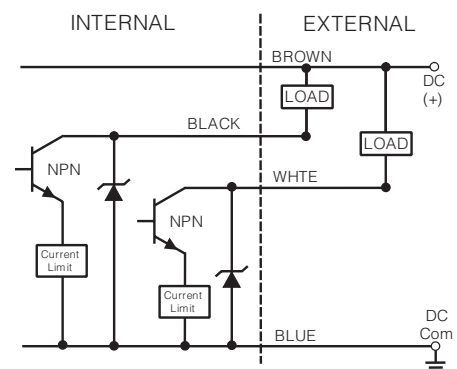 INTERNAL
EXTERNAL
BROWN
DC
(+)
LOAD
BLACK
LOAD
NPN
WHTE
NPN
Current
Limit
Current
Limit
DC
Com
BLUE